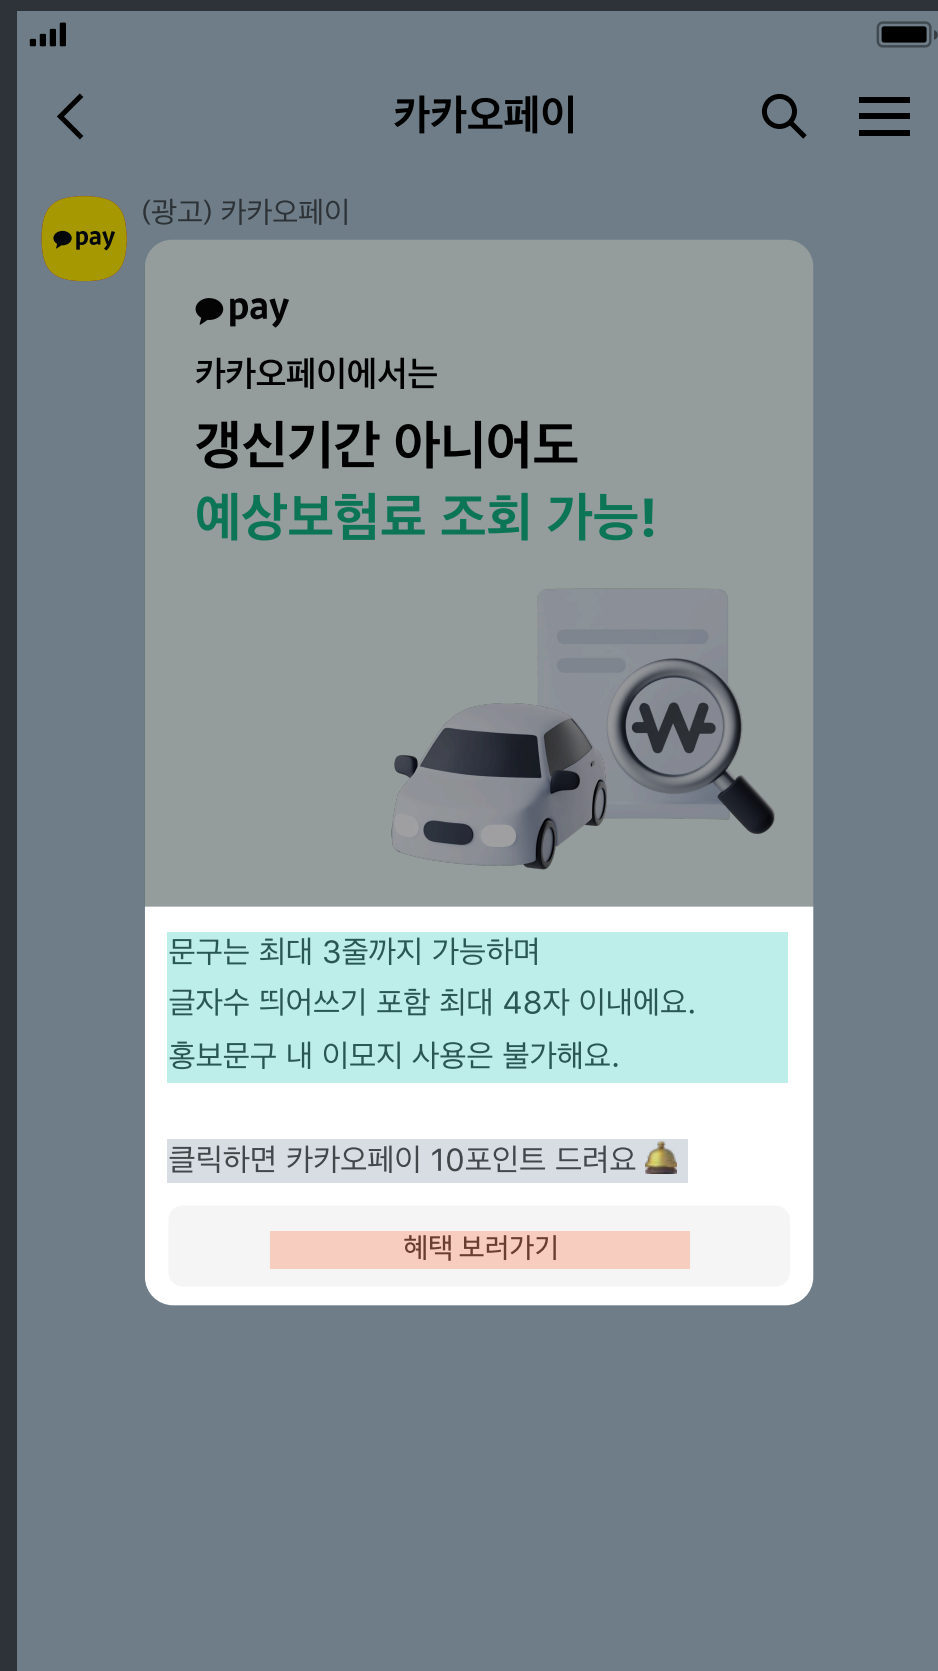 카카오페이
pay
(광고) 카카오페이
pay
카카오페이에서는
갱신기간 아니어도
예상보험료 조회 가능!
₩
문구는 최대 3줄까지 가능하며
글자수 띄어쓰기 포함 최대 48자 이내에요.
홍보문구 내 이모지 사용은 불가해요.
클릭하면 카카오페이 10포인트 드려요 🛎️
혜택 보러가기